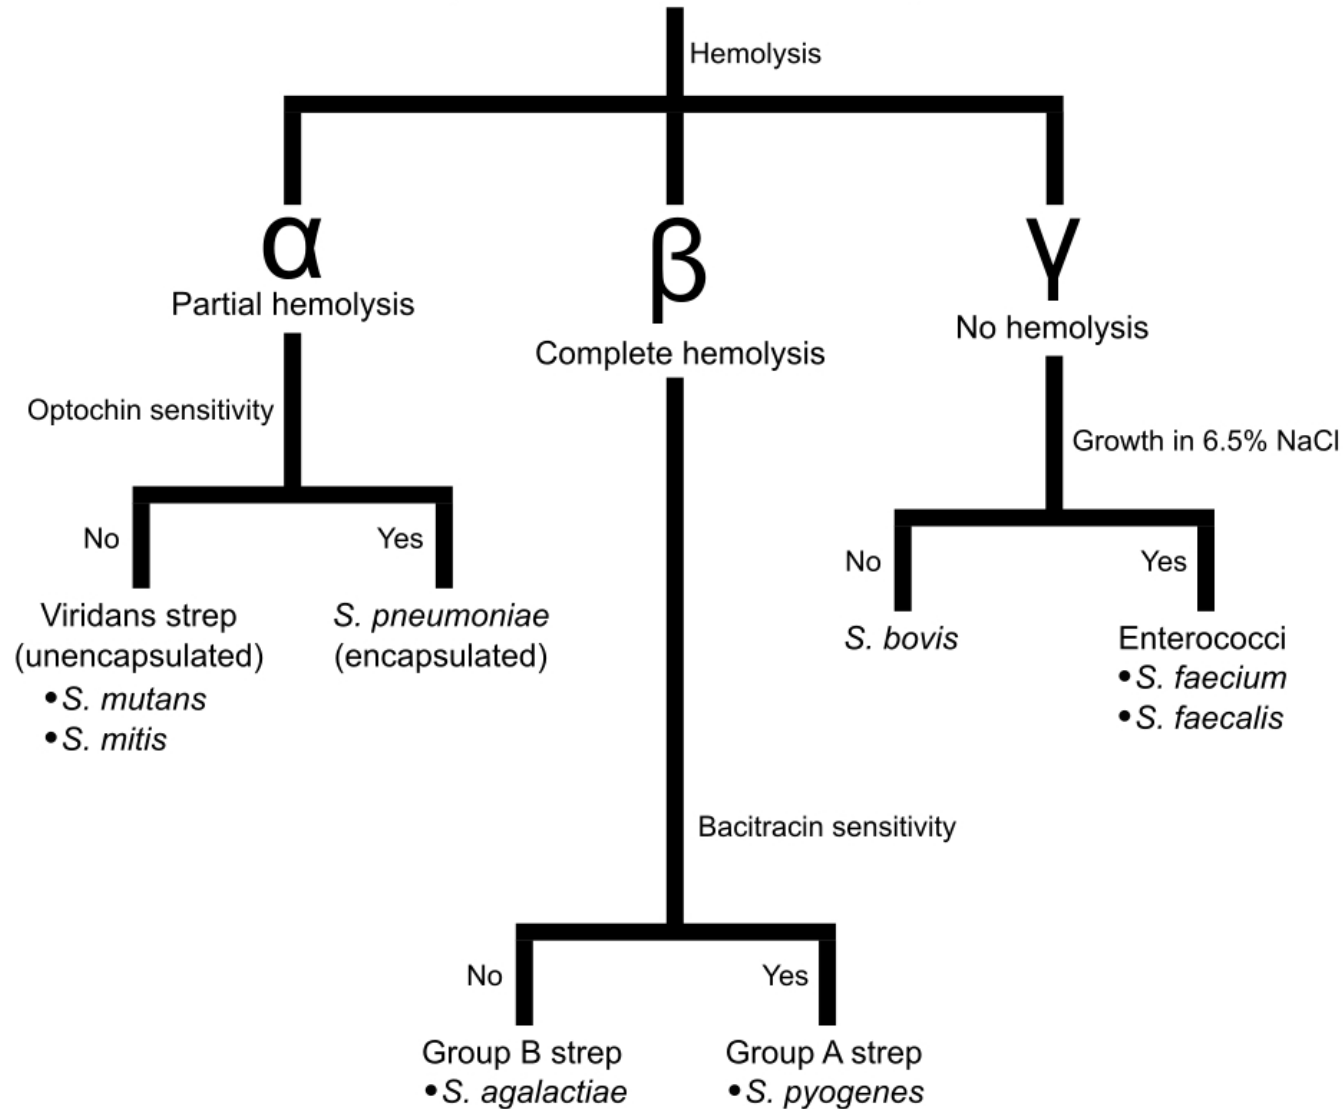 Hemolysis
α
Partial hemolysis
Optochin sensitivity
No
Yes
Viridans strep
(unencapsulated)
•S. mutans
•S. mitis
S. pneumoniae
(encapsulated)
β
Complete hemolysis
Bacitracin sensitivity
No
Yes
Group B strep
•S. agalactiae
Group A strep
•S. pyogenes
γ
No hemolysis
Growth in 6.5% NaCl
No
Yes
S. bovis
Enterococci
•S. faecium
•S. faecalis